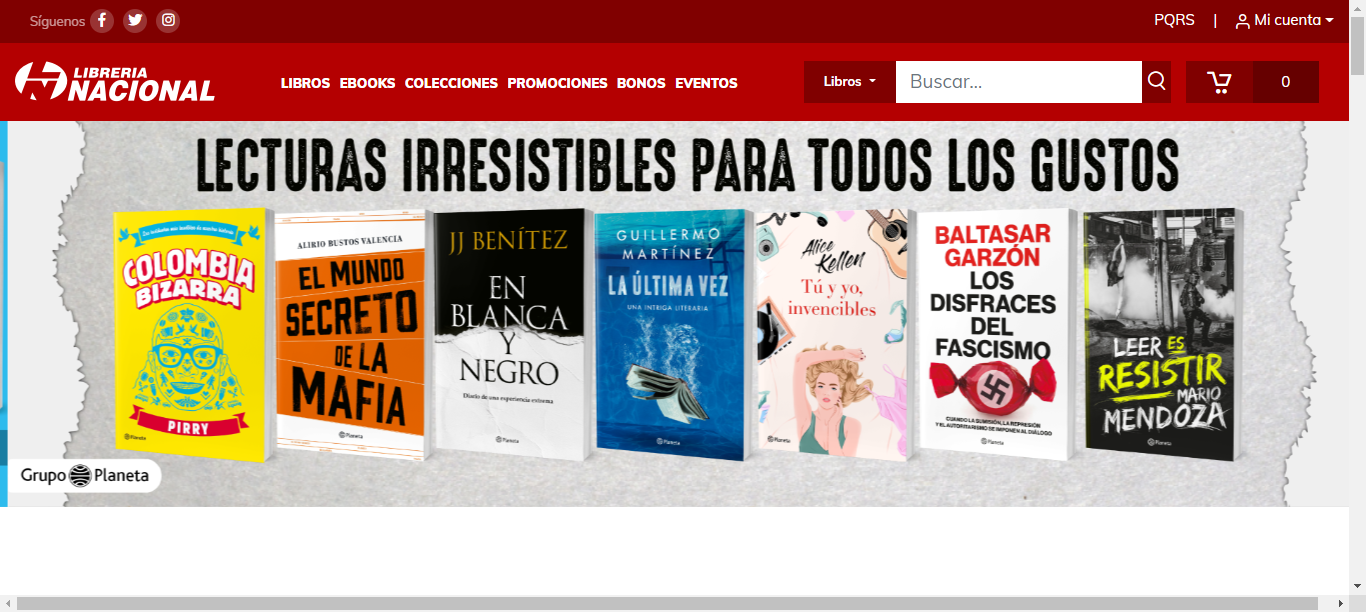 Síguenos
PQRS | Mi cuenta
LIBRERIA
NACIONAL
LIBROS EBOOKS COLECCIONES PROMOCIONES BONOS EVENTOS
Libros
Buscar...
0
LECTURAS IRRESISTIBLES PARA TODOS LOS GUSTOS
COLOMBIA
BIZARRA
PIRRY
Planeta
ALIRIO BUSTOS VALENCIA
EL MUNDO
SECRETO
DE LA
MAFIA
Planeta
JJ BENÍTEZ
EN
BLANCA
Y
NEGRO
Diario de una experiencia extrema
Planeta
GUILLERMO
MARTÍNEZ
LA ÚLTIMA VEZ
UNA INTRIGA LITERARIA
Planeta
Alice
Kellen
Tú y yo,
invencibles
Planeta
BALTASAR
GARZÓN
LOS
DISFRACES
DEL
FASCISMO
CUANDO LA SUMISIÓN, LA REPRESIÓN
Y EL AUTORITARISMO SE IMPONEN AL DIÁLOGO
Planeta
LEER ES
RESISTIR
MARIO
MENDOZA
Planeta
Grupo Planeta